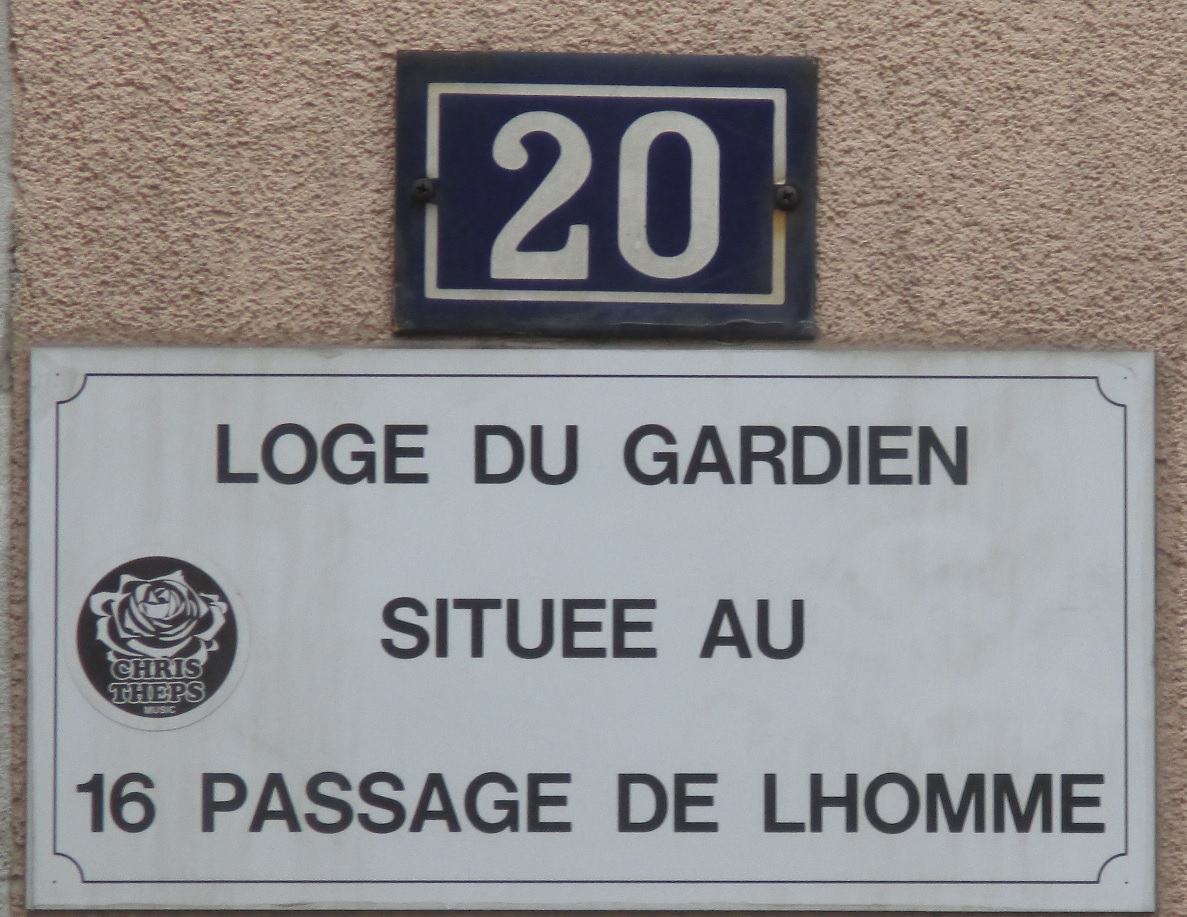 20
LOGE DU GARDIEN
SITUEE AU
CHRIS
THEPS
MUSIC
16 PASSAGE DE LHOMME